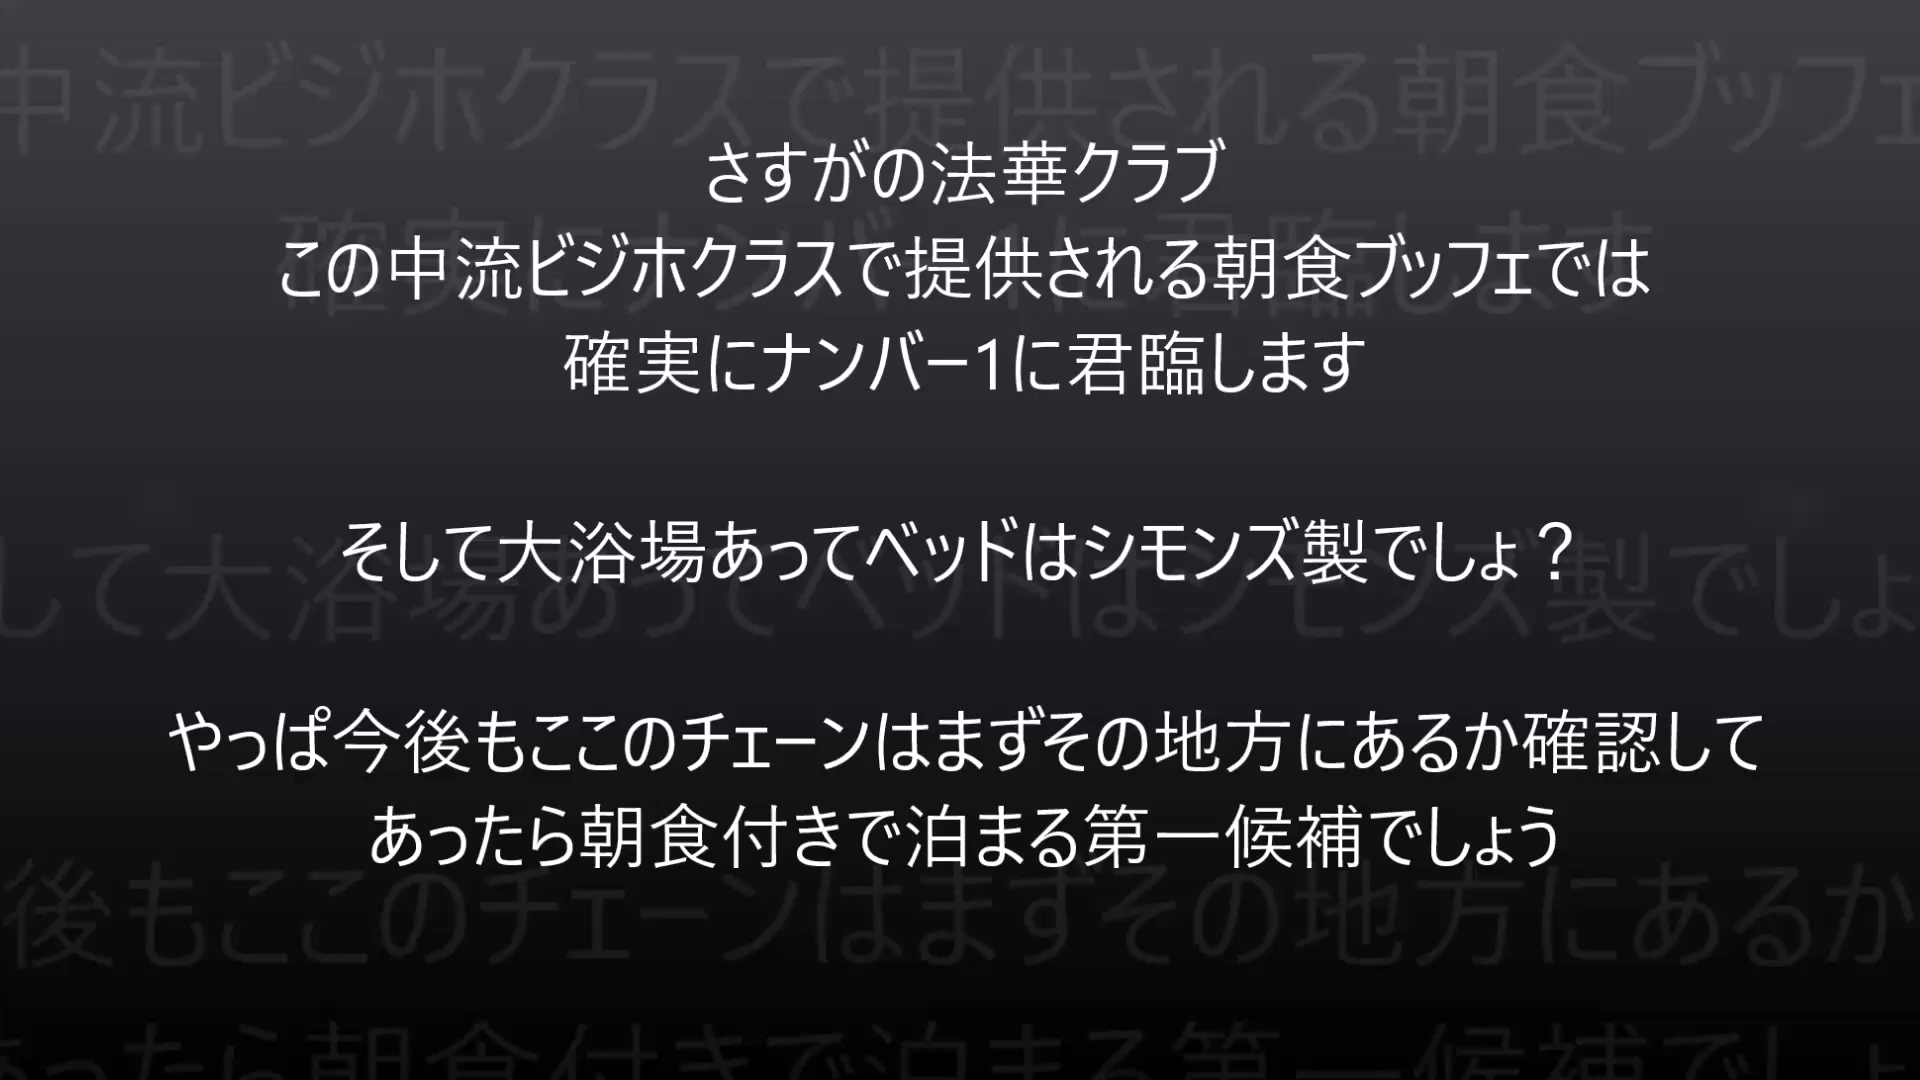 さすがの法華クラブ
この中流ビジホクラスで提供される朝食ブッフェでは
確実にナンバー1に君臨します
そして大浴場あってベッドはシモンズ製でしょ？
やっぱ今後もここのチェーンはまずその地方にあるか確認して
あったら朝食付きで泊まる第一候補でしょう